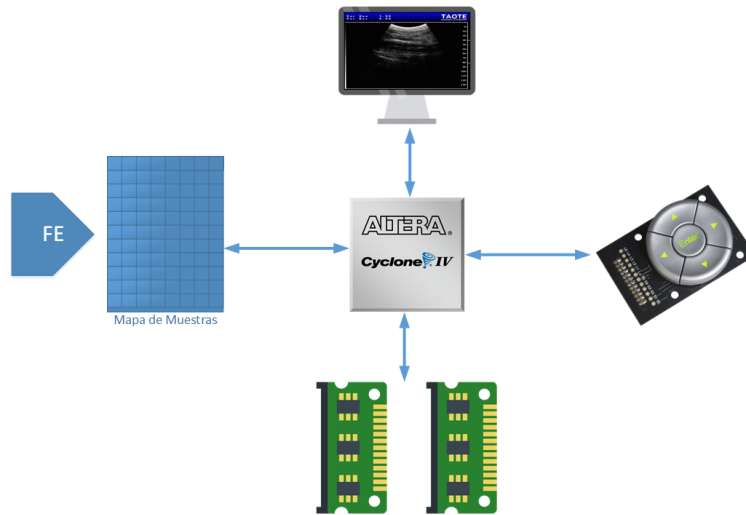 TAOTE
FE
ALTERA®
Cyclone IV
Enter
Mapa de Muestras